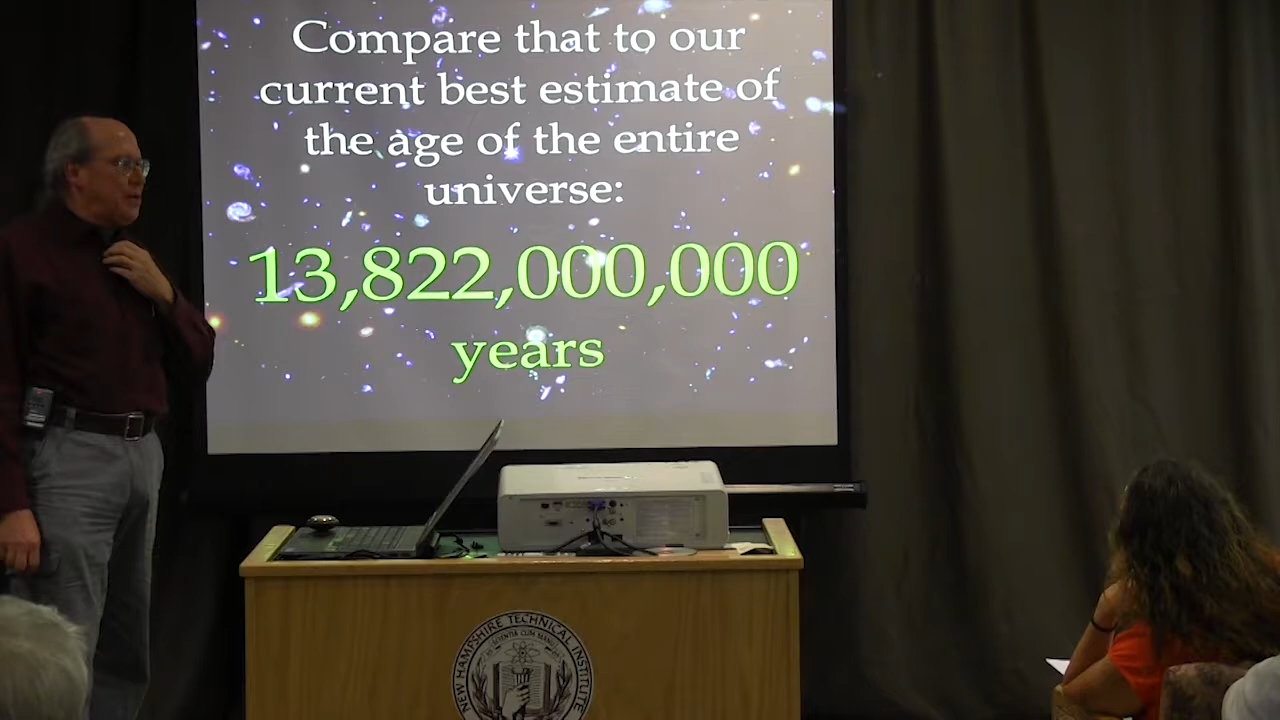 Compare that to our
current best estimate of
the age of the entire
universe:
13,822,000,000
years
NEW HAMPSHIRE TECHNICAL INSTITUTE